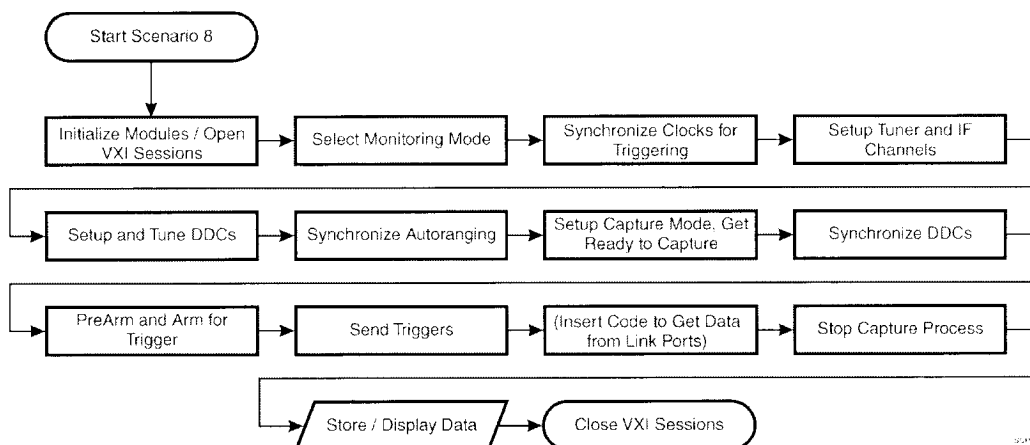 Start Scenario 8
Initialize Modules / Open
VXI Sessions
Select Monitoring Mode
Synchronize Clocks for
Triggering
Setup Tuner and IF
Channels
Setup and Tune DDCs
Synchronize Autoranging
Setup Capture Mode, Get
Ready to Capture
Synchronize DDCs
PreArm and Arm for
Trigger
Send Triggers
(Insert Code to Get Data
from Link Ports)
Stop Capture Process
Store / Display Data
Close VXI Sessions